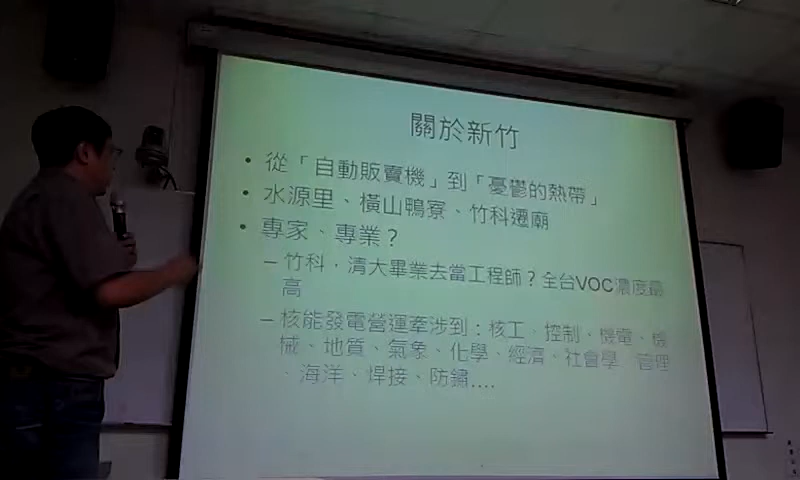 關於新竹
• 從「自動販賣機」到「憂鬱的熱帶」
• 水源里、橫山鴨寮、竹科遷廟
• 專家、專業？
– 竹科，清大畢業去當工程師？全台VOC濃度最
高
– 核能發電營運牽涉到：核工、控制、機電、機
械、地質、氣象、化學、經濟、社會學、管理
、海洋、焊接、防鏽....